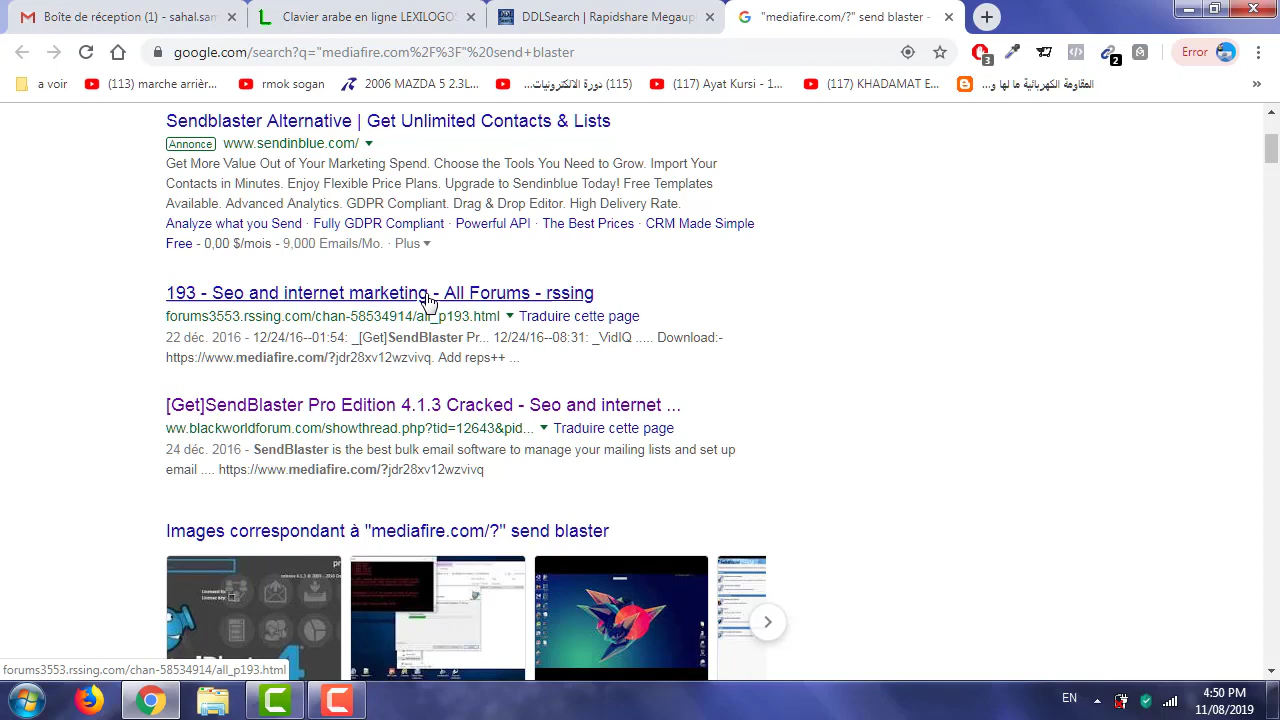 Boîte de réception (1) - sahal.sam
Clavier arabe en ligne LEXILOGOS
DDLSearch | Rapidshare Megauplo
"mediafire.com/?" send blaster -
google.com/search?q="mediafire.com%2F%3F"%20send+blaster
3
2
Error
a voir
(113) marche arrièr...
moteur logan
MAZDA 5 2.3L...
(115) دورة الالكترونيات...
(117) Ayat Kursi - 1...
(117) KHADAMAT E...
المقاومة الكهربائية ما لها و...
»
Sendblaster Alternative | Get Unlimited Contacts & Lists
Annonce www.sendinblue.com/
Get More Value Out of Your Marketing Spend. Choose the Tools You Need to Grow. Import Your
Contacts in Minutes. Enjoy Flexible Price Plans. Upgrade to Sendinblue Today! Free Templates
Available. Advanced Analytics. GDPR Compliant. Drag & Drop Editor. High Delivery Rate.
Analyze what you Send · Fully GDPR Compliant · Powerful API · The Best Prices · CRM Made Simple
Free - 0,00 $/mois - 9,000 Emails/Mo. · Plus
193 - Seo and internet marketing - All Forums - rssing
forums3553.rssing.com/chan-58534914/all_p193.html Traduire cette page
22 déc. 2016 - 12/24/16--01:54: _[Get]SendBlaster Pr... 12/24/16--08:31: _VidIQ ..... Download:-
https://www.mediafire.com/?jdr28xv12wzvivq. Add reps++ ...
[Get]SendBlaster Pro Edition 4.1.3 Cracked - Seo and internet ...
ww.blackworldforum.com/showthread.php?tid=12643&pid... Traduire cette page
24 déc. 2016 - SendBlaster is the best bulk email software to manage your mailing lists and set up
email .... https://www.mediafire.com/?jdr28xv12wzvivq
Images correspondant à "mediafire.com/?" send blaster
forums3553.rssing.com/chan-58534914/all_p193.html
EN
4:50 PM
11/08/2019